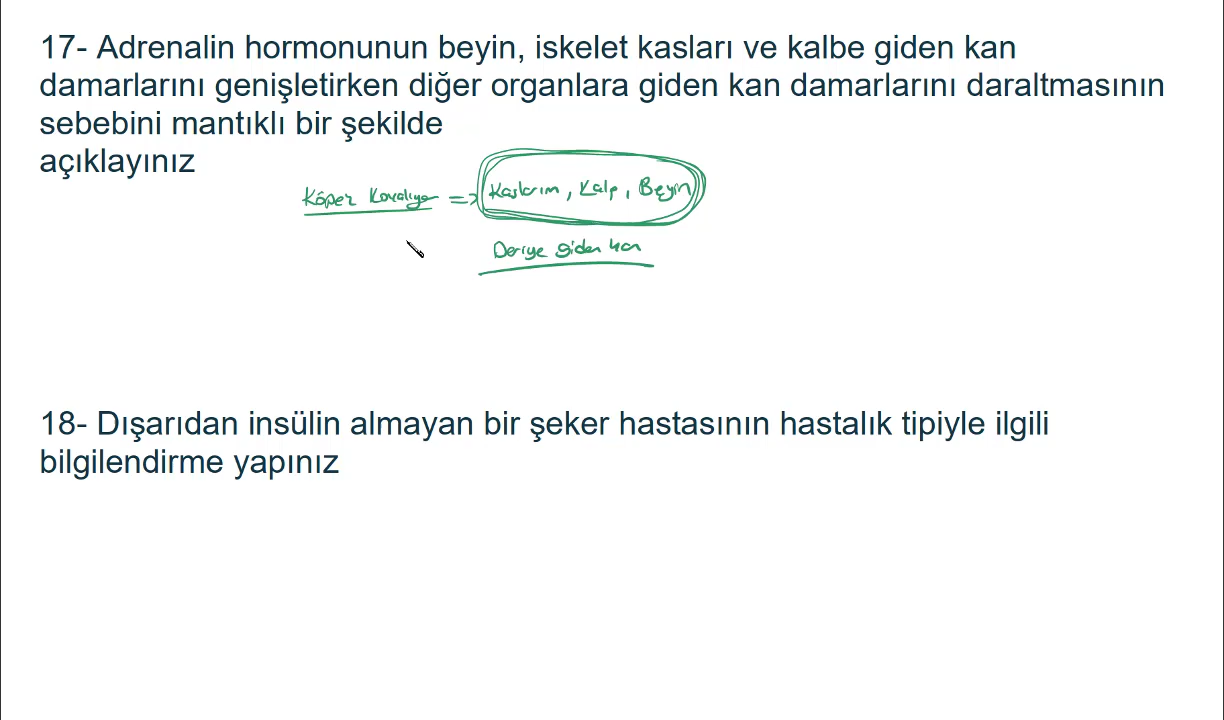 17- Adrenalin hormonunun beyin, iskelet kasları ve kalbe giden kan
damarlarını genişletirken diğer organlara giden kan damarlarını daraltmasının
sebebini mantıklı bir şekilde
açıklayınız
Köpek Kovalıyor => Kaslarım, Kalp, Beyin
Deriye giden kan
18- Dışarıdan insülin almayan bir şeker hastasının hastalık tipiyle ilgili
bilgilendirme yapınız